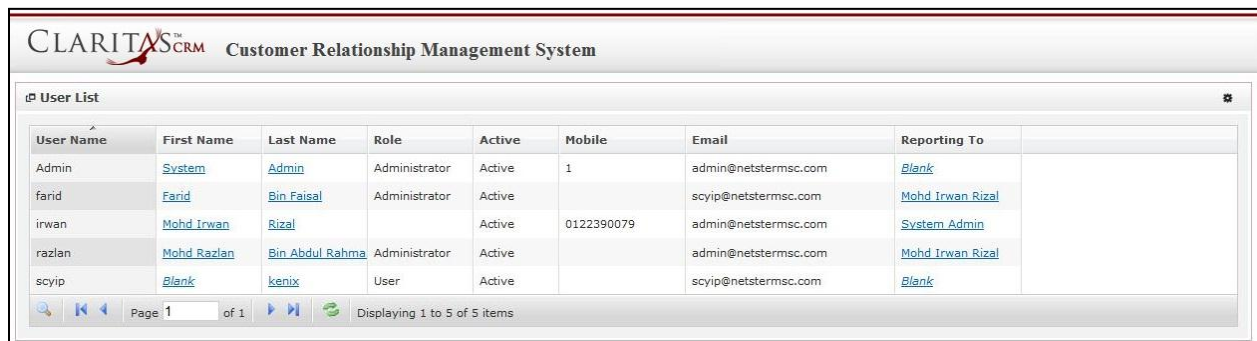 CLARITAS™ CRM Customer Relationship Management System
User List
User Name First Name Last Name Role Active Mobile Email Reporting To
Admin System Admin Administrator Active 1 admin@netstermsc.com Blank
farid Farid Bin Faisal Administrator Active scyip@netstermsc.com Mohd Irwan Rizal
irwan Mohd Irwan Rizal Active 0122390079 admin@netstermsc.com System Admin
razlan Mohd Razlan Bin Abdul Rahma Administrator Active admin@netstermsc.com Mohd Irwan Rizal
scyip Blank kenix User Active scyip@netstermsc.com Blank
Page 1 of 1 Displaying 1 to 5 of 5 items